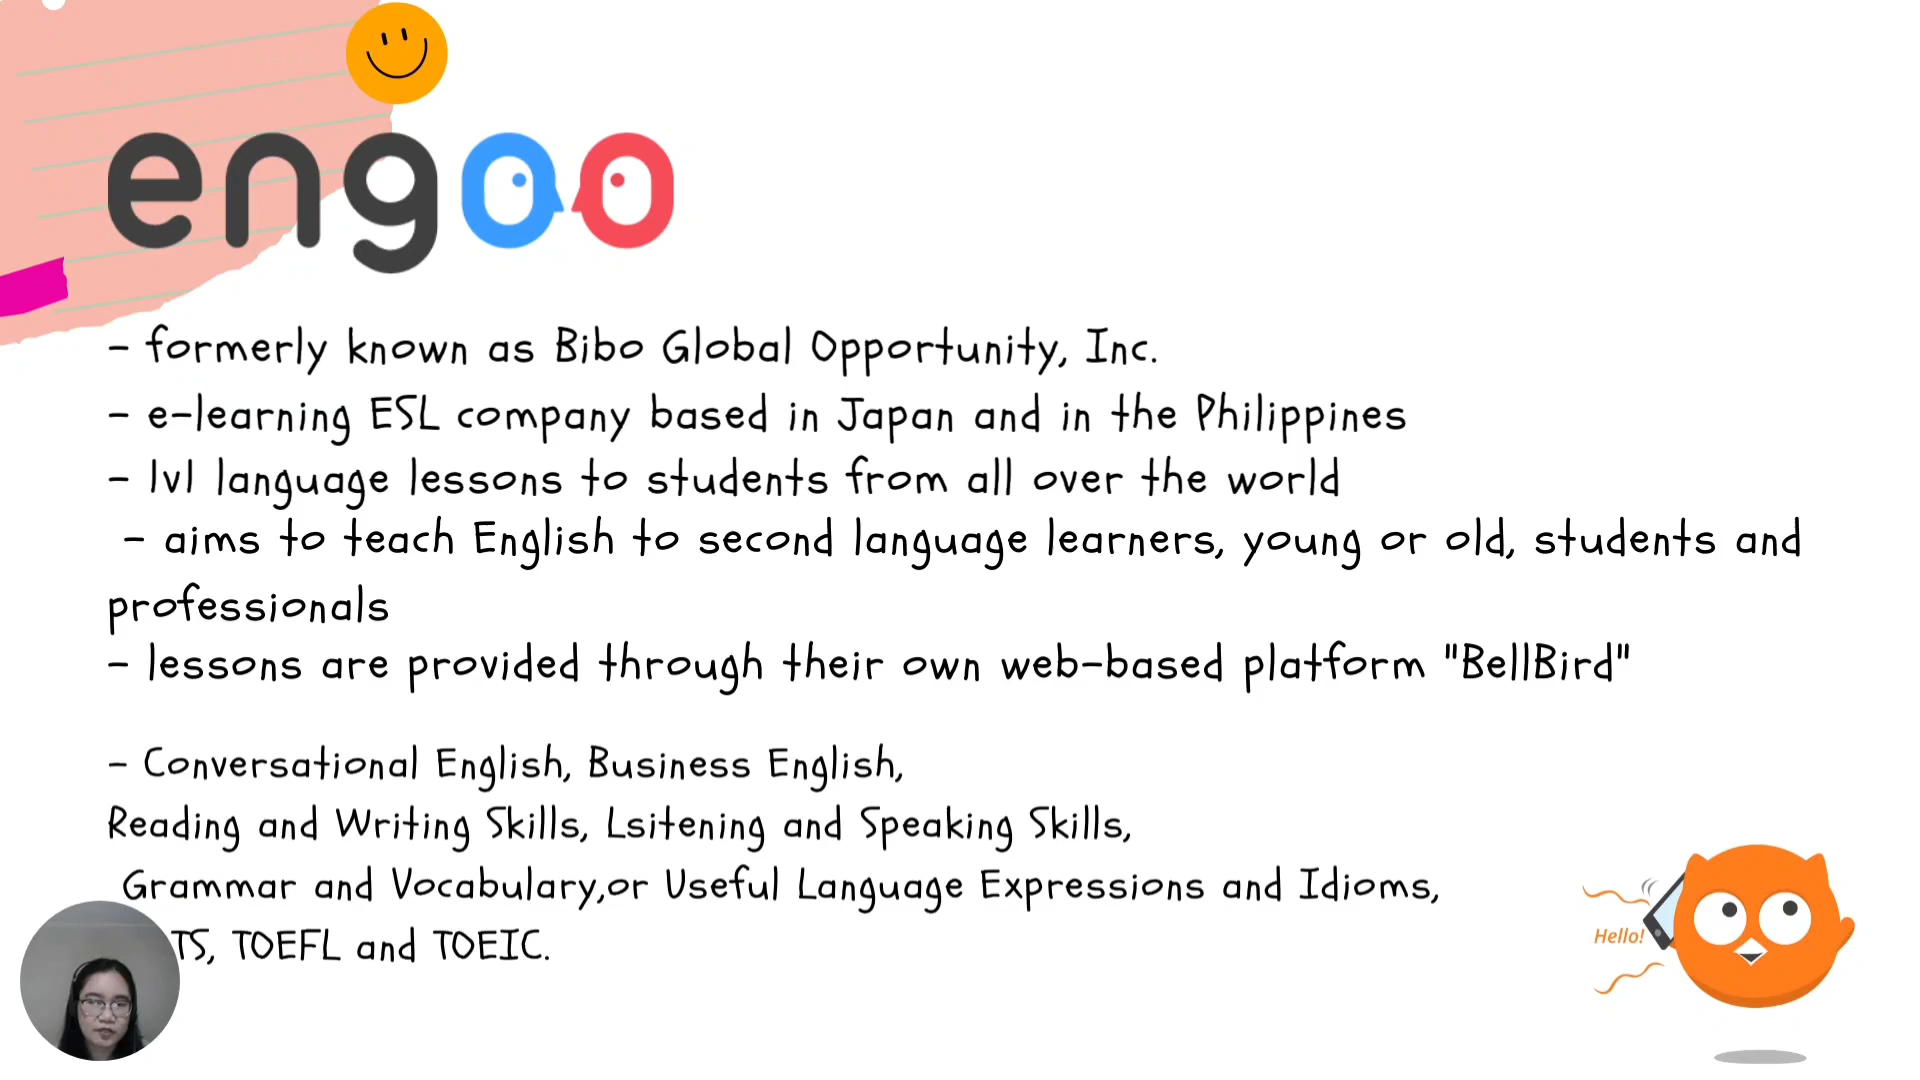 engoo
- formerly known as Bibo Global Opportunity, Inc.
- e-learning ESL company based in Japan and in the Philippines
- 1v1 language lessons to students from all over the world
- aims to teach English to second language learners, young or old, students and
professionals
- lessons are provided through their own web-based platform "BellBird"
- Conversational English, Business English,
Reading and Writing Skills, Lsitening and Speaking Skills,
Grammar and Vocabulary,or Useful Language Expressions and Idioms,
TS, TOEFL and TOEIC.
Hello!